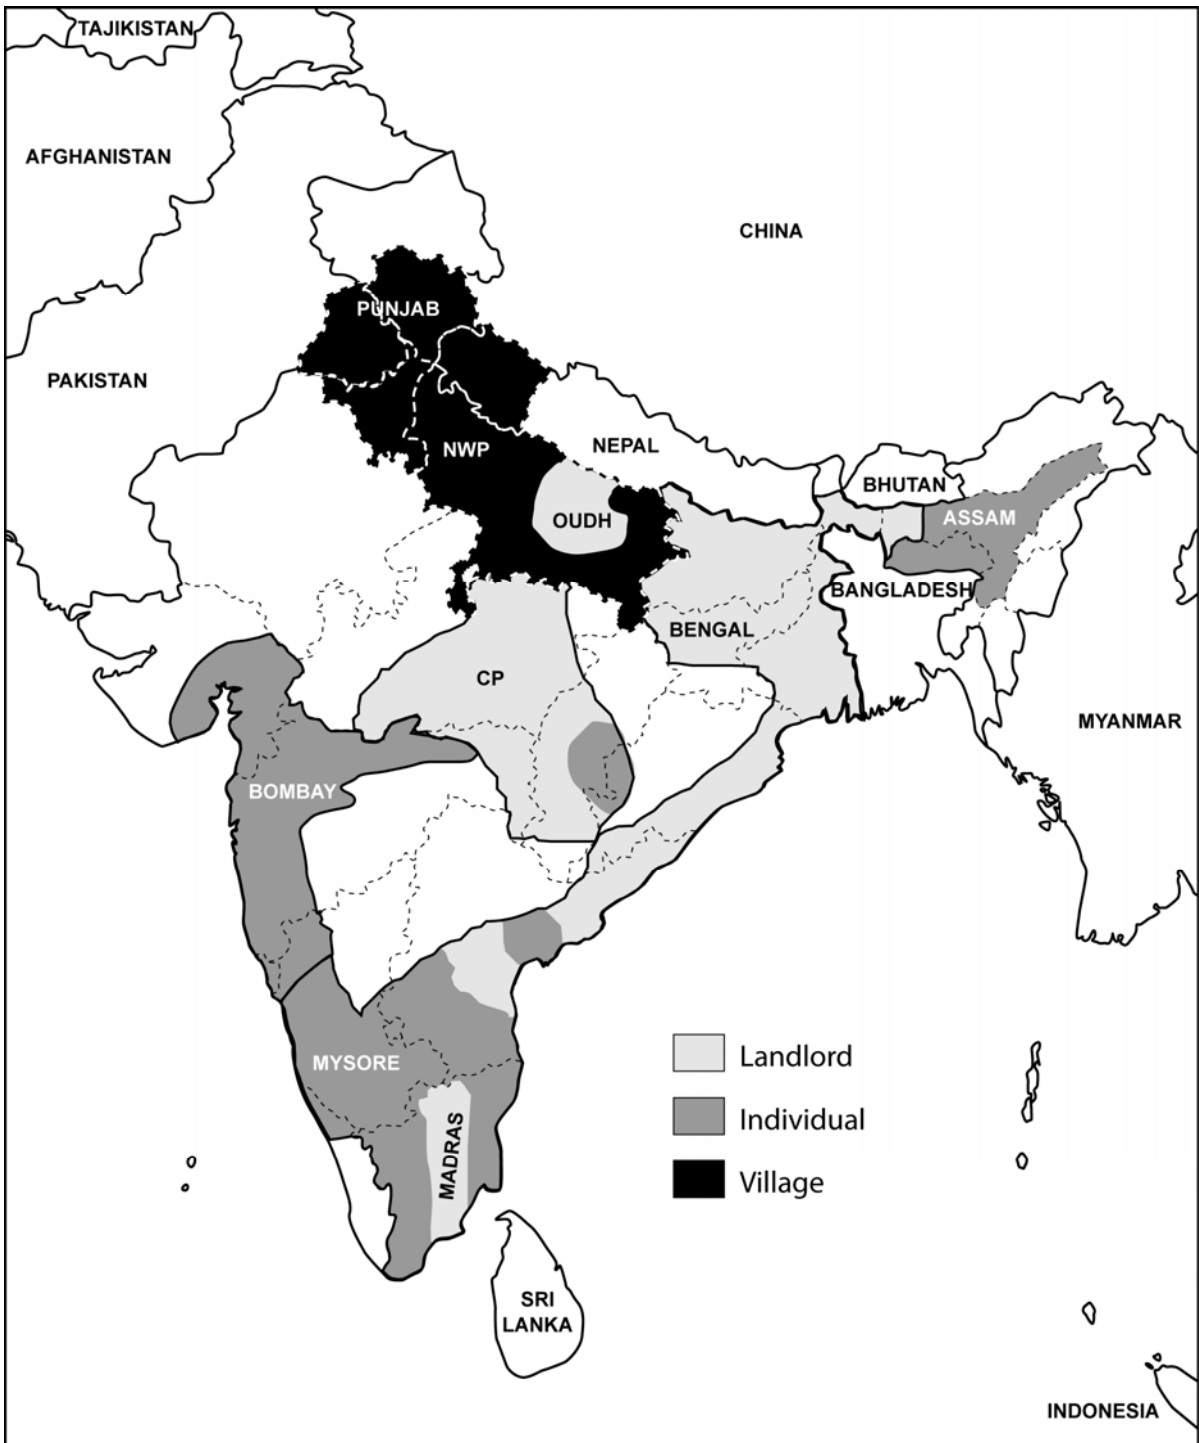 TAJIKISTAN
AFGHANISTAN
CHINA
PUNJAB
PAKISTAN
NWP
NEPAL
BHUTAN
OUDH
ASSAM
BANGLADESH
BENGAL
CP
MYANMAR
BOMBAY
MYSORE
Landlord
Individual
MADRAS
Village
SRI
LANKA
INDONESIA